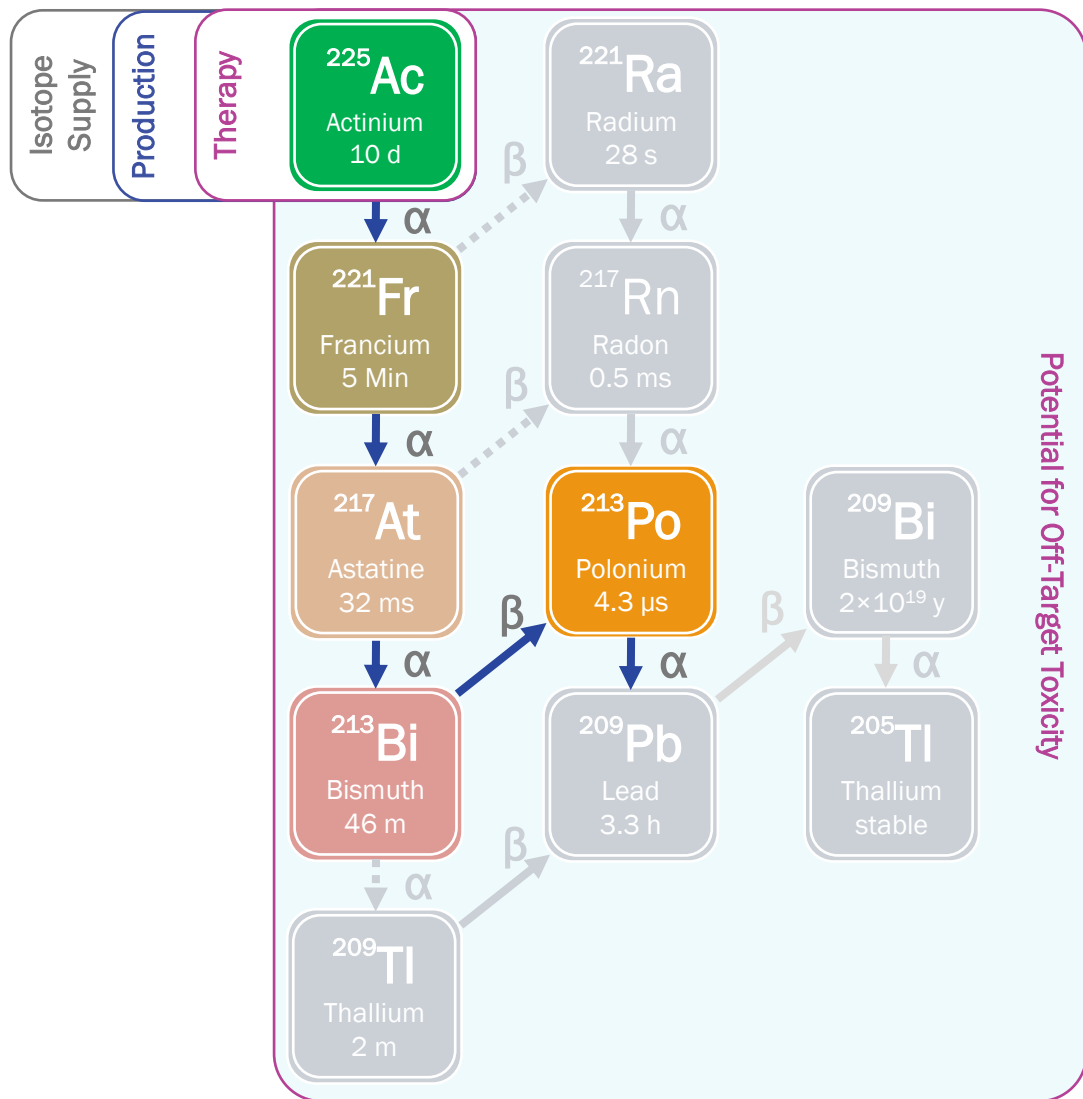 Isotope
Supply
Production
Therapy
²²⁵Ac
Actinium
10 d
²²¹Ra
Radium
28 s
β
α
α
²²¹Fr
Francium
5 Min
²¹⁷Rn
Radon
0.5 ms
β
α
α
²¹⁷At
Astatine
32 ms
²¹³Po
Polonium
4.3 µs
²⁰⁹Bi
Bismuth
2×10¹⁹ y
β
β
α
α
α
²¹³Bi
Bismuth
46 m
²⁰⁹Pb
Lead
3.3 h
²⁰⁵Tl
Thallium
stable
β
α
²⁰⁹Tl
Thallium
2 m
Potential for Off-Target Toxicity